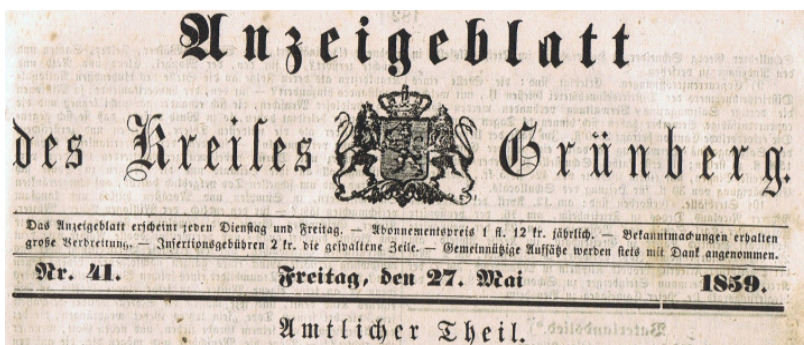 Anzeigeblatt
des Kreises Grünberg.
Das Anzeigeblatt erscheint jeden Dienstag und Freitag. — Abonnementspreis 1 fl. 12 kr. jährlich. — Bekanntmachungen erhalten
große Verbreitung. — Insertionsgebühren 2 kr. die gespaltene Zeile. — Gemeinnützige Aufsätze werden stets mit Dank angenommen.
Nr. 41. Freitag, den 27. Mai 1859.
Amtlicher Theil.